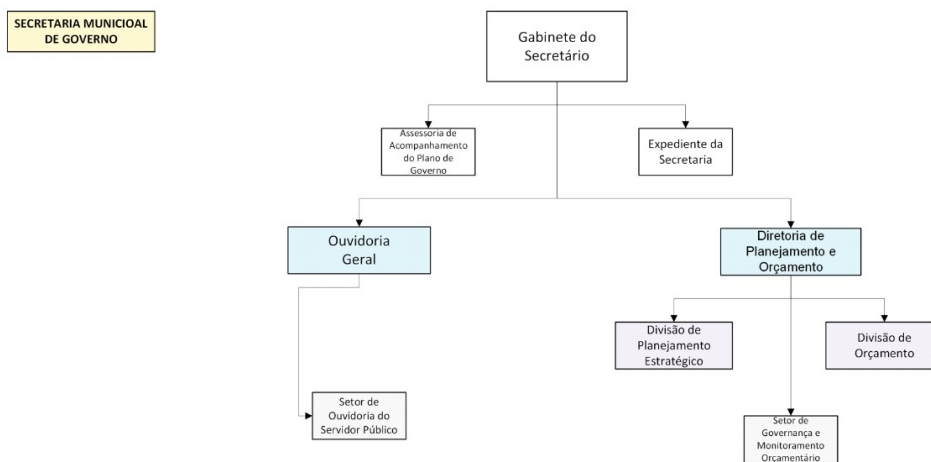 SECRETARIA MUNICIOAL
DE GOVERNO
Gabinete do
Secretário
Assessoria de
Acompanhamento
do Plano de
Governo
Expediente da
Secretaria
Ouvidoria
Geral
Diretoria de
Planejamento e
Orçamento
Divisão de
Planejamento
Estratégico
Divisão de
Orçamento
Setor de
Ouvidoria do
Servidor Público
Setor de
Governança e
Monitoramento
Orçamentário